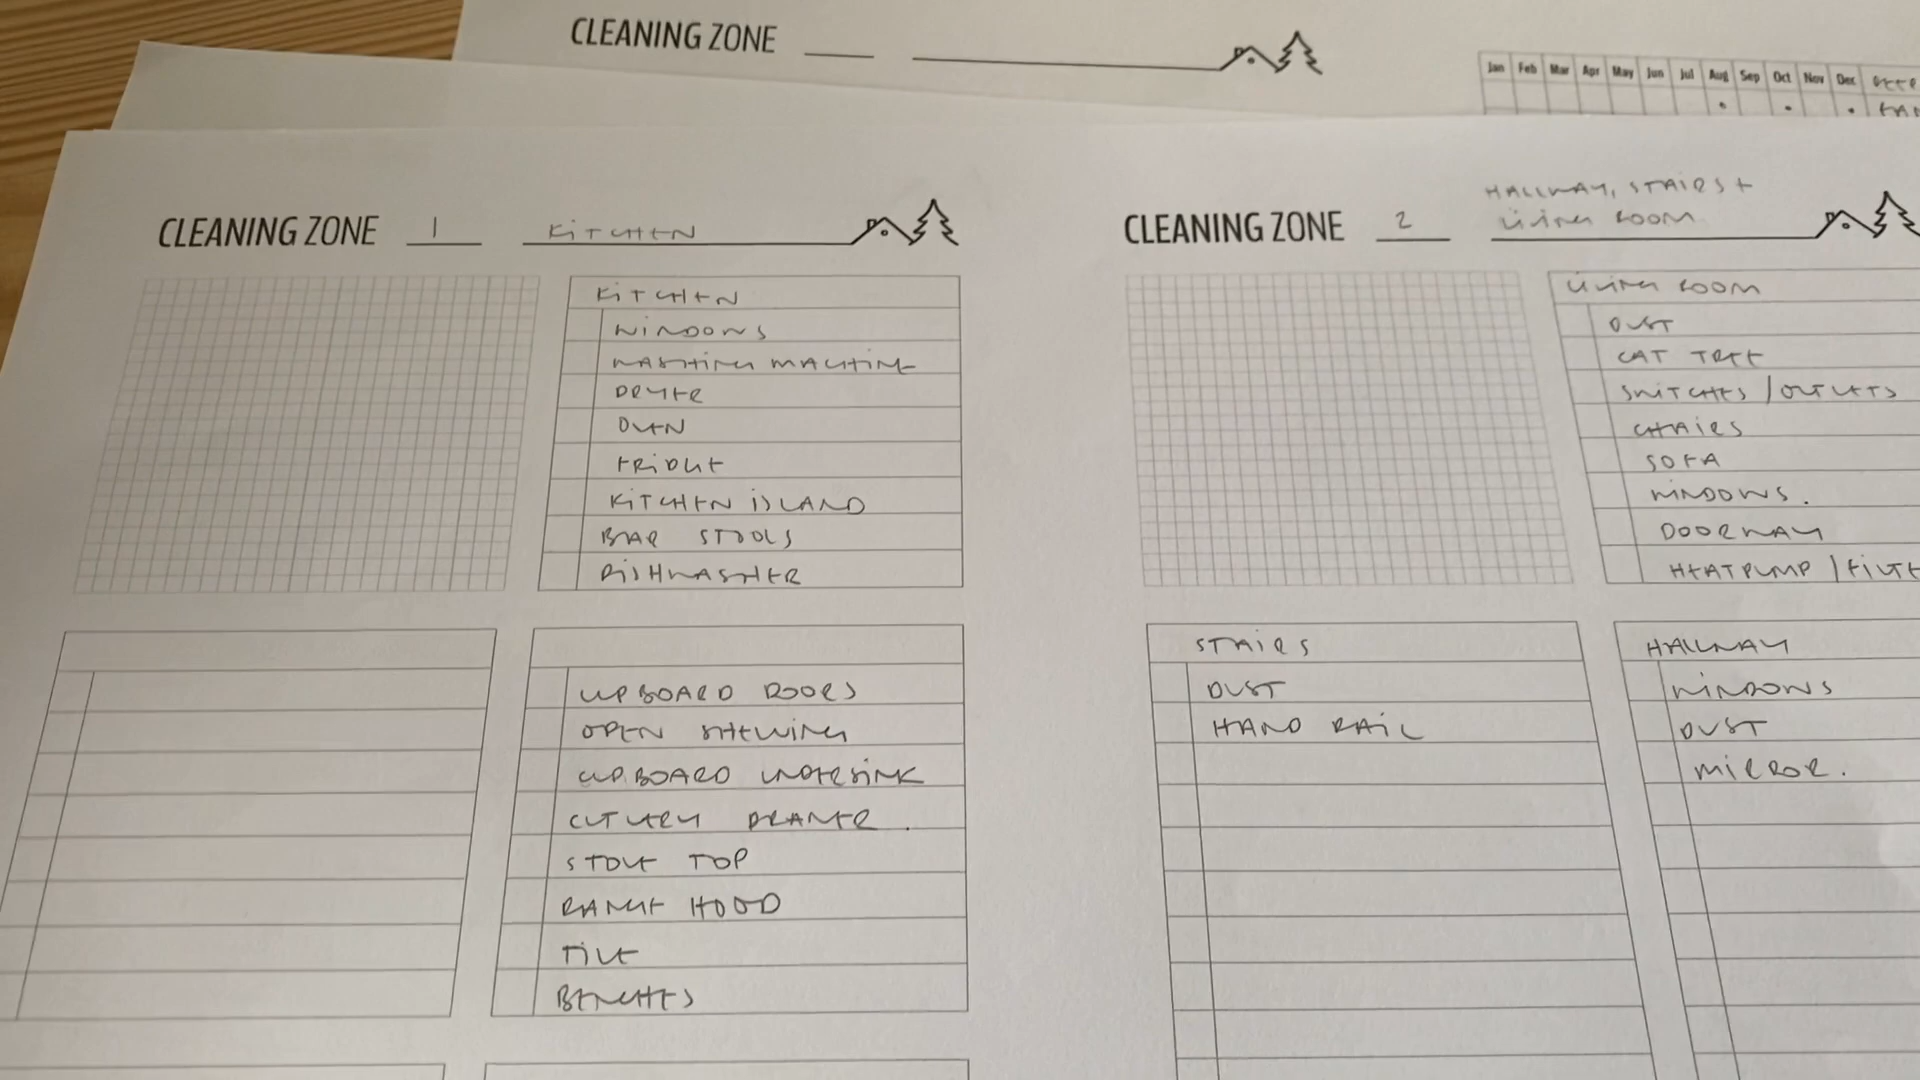 CLEANING ZONE
Jan Feb Mar Apr May Jun Jul Aug Sep Oct Nov Dec
CLEANING ZONE 1 KITCHEN
KITCHEN
WINDOWS
WASHING MACHINE
DRYER
OVEN
FRIDGE
KITCHEN ISLAND
BAR STOOLS
DISHWASHER
CUPBOARD DOORS
OPEN SHELVING
CUPBOARD UNDERSINK
CUTLERY DRAWER.
STOVE TOP
RANGE HOOD
TILE
BENCHES
CLEANING ZONE 2 HALLWAY, STAIRS +
LIVING ROOM
LIVING ROOM
DUST
CAT TREE
SWITCHES / OUTLETS
CHAIRS
SOFA
WINDOWS.
DOORWAY
HEATPUMP / FILTE
STAIRS
DUST
HAND RAIL
HALLWAY
WINDOWS
DUST
MIRROR.